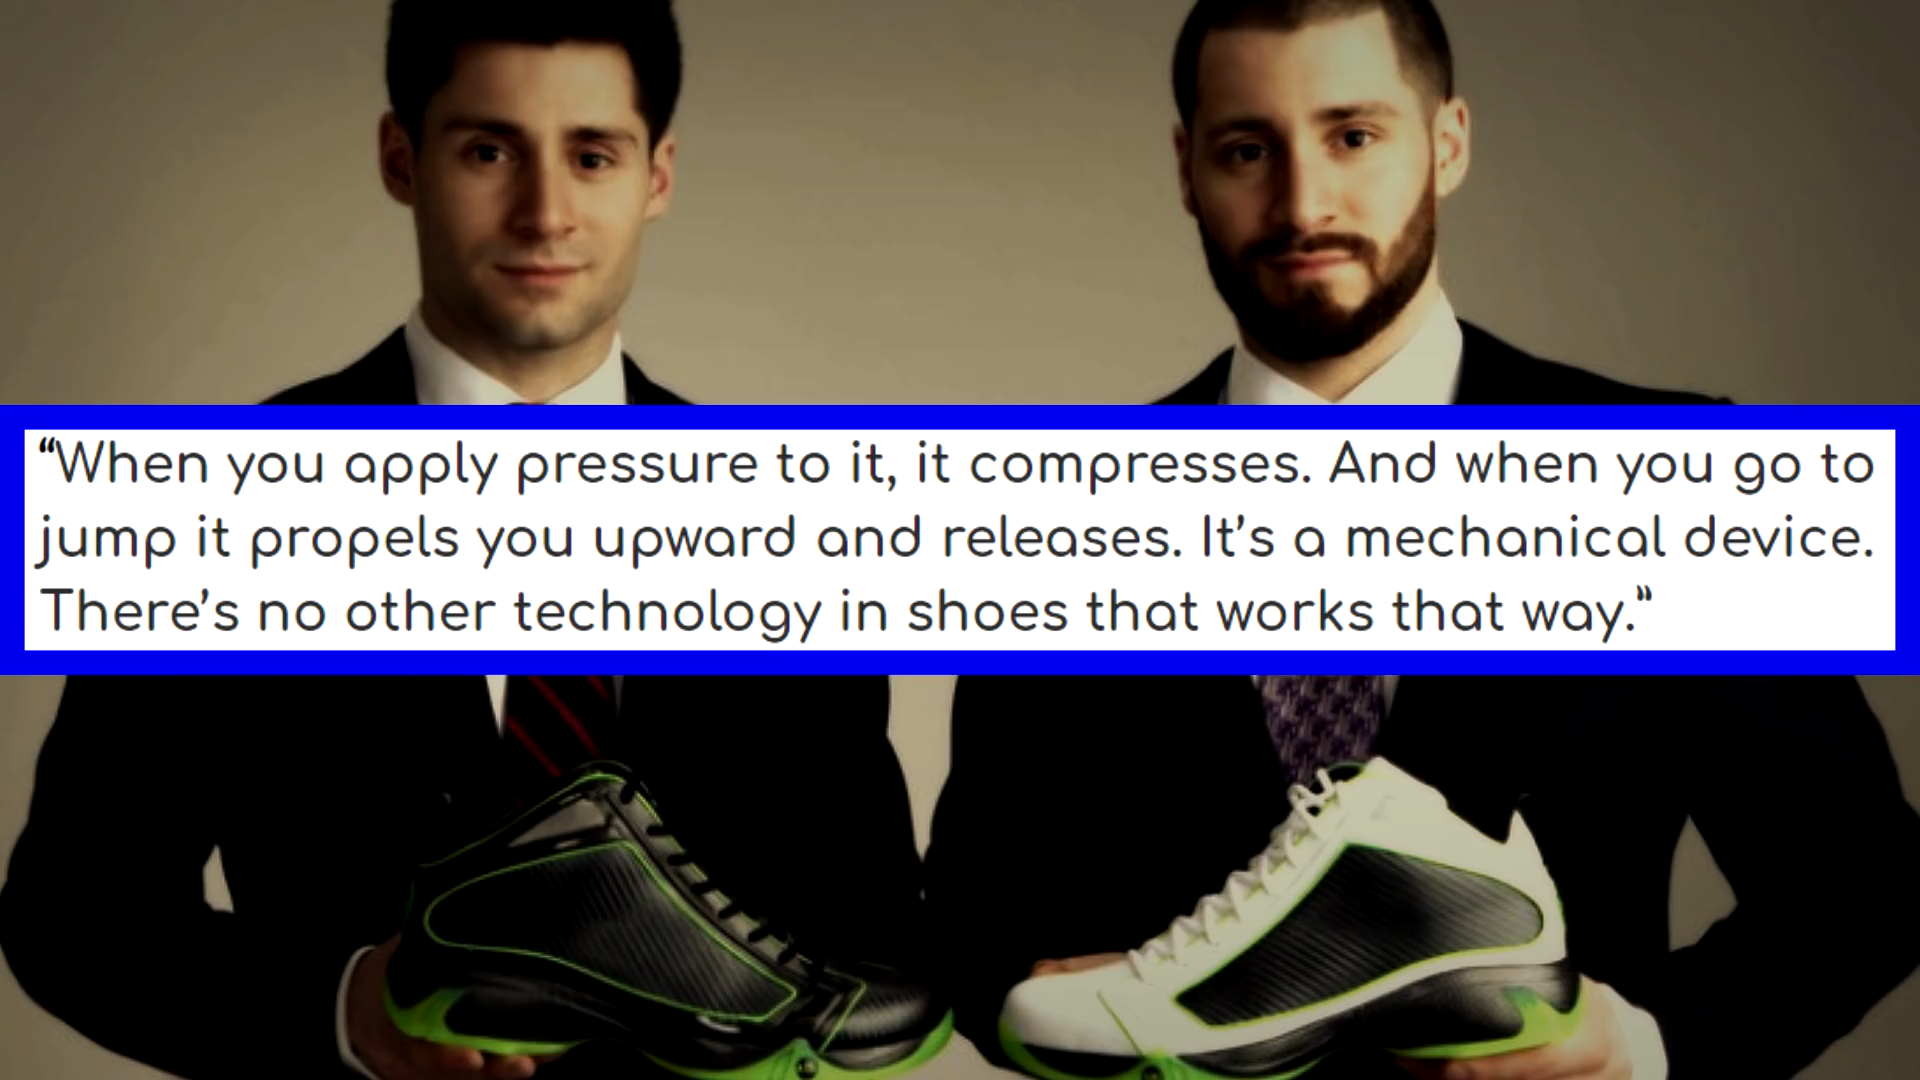 “When you apply pressure to it, it compresses. And when you go to
jump it propels you upward and releases. It’s a mechanical device.
There’s no other technology in shoes that works that way.”